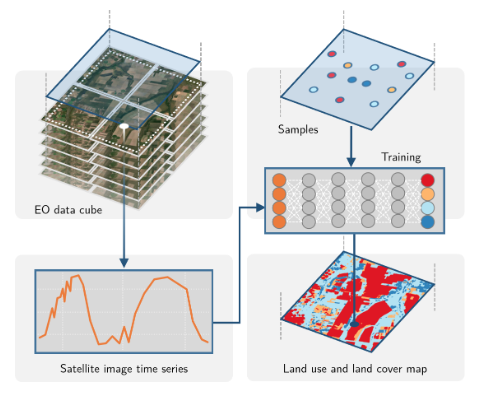 Samples
Training
EO data cube
Satellite image time series
Land use and land cover map